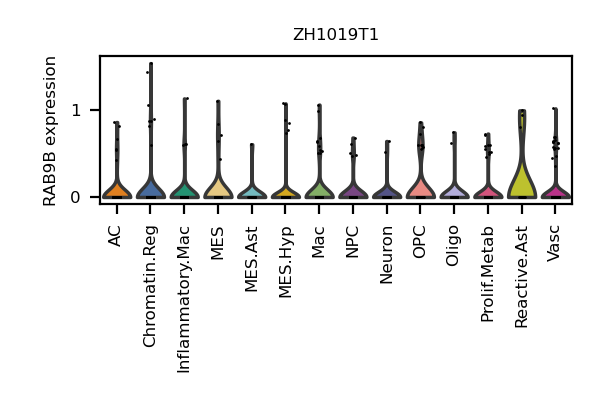 ZH1019T1
RAB9B expression
1
0
AC
Chromatin.Reg
Inflammatory.Mac
MES
MES.Ast
MES.Hyp
Mac
NPC
Neuron
OPC
Oligo
Prolif.Metab
Reactive.Ast
Vasc